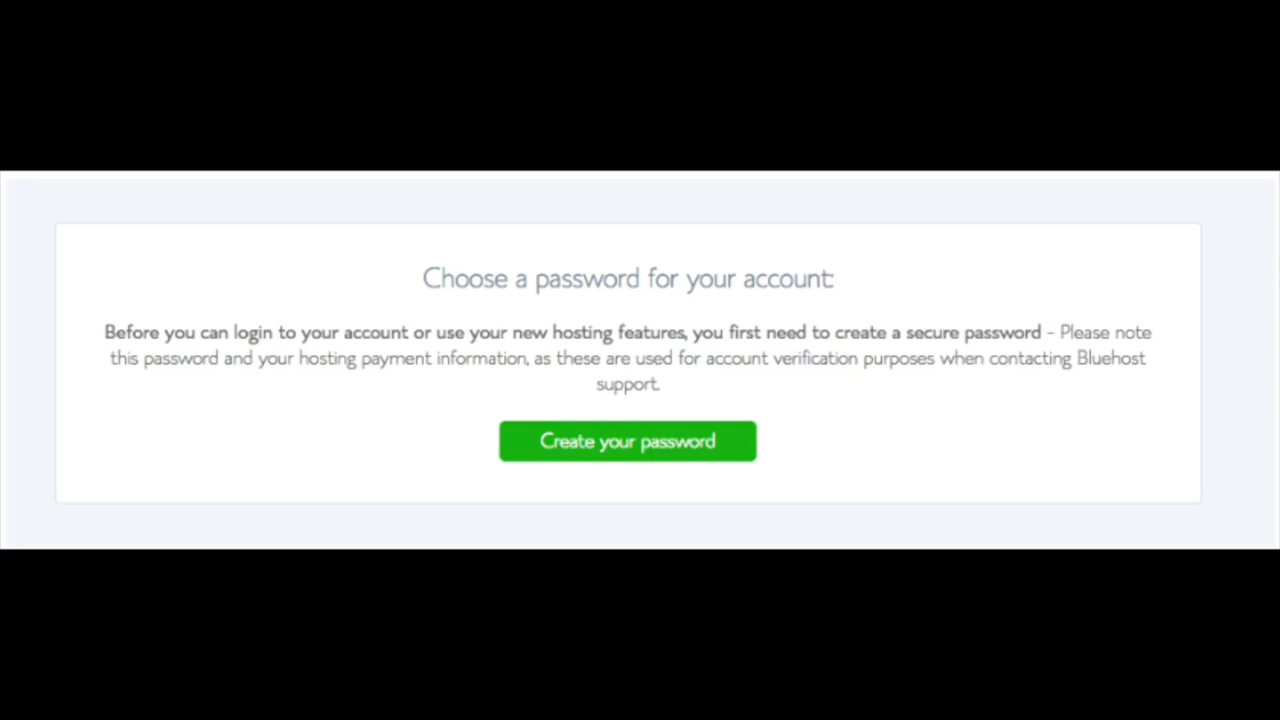 Choose a password for your account:
Before you can login to your account or use your new hosting features, you first need to create a secure password - Please note
this password and your hosting payment information, as these are used for account verification purposes when contacting Bluehost
support.
Create your password